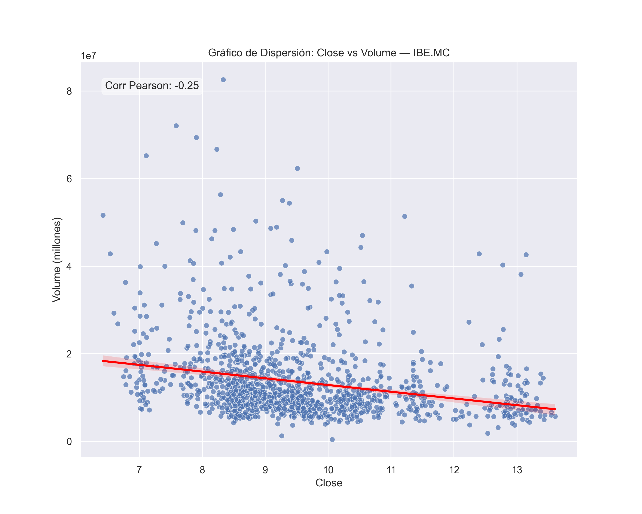 Gráfico de Dispersión: Close vs Volume — IBE.MC
1e7
Corr Pearson: -0.25
8
6
4
2
0
Volume (millones)
7 8 9 10 11 12 13
Close